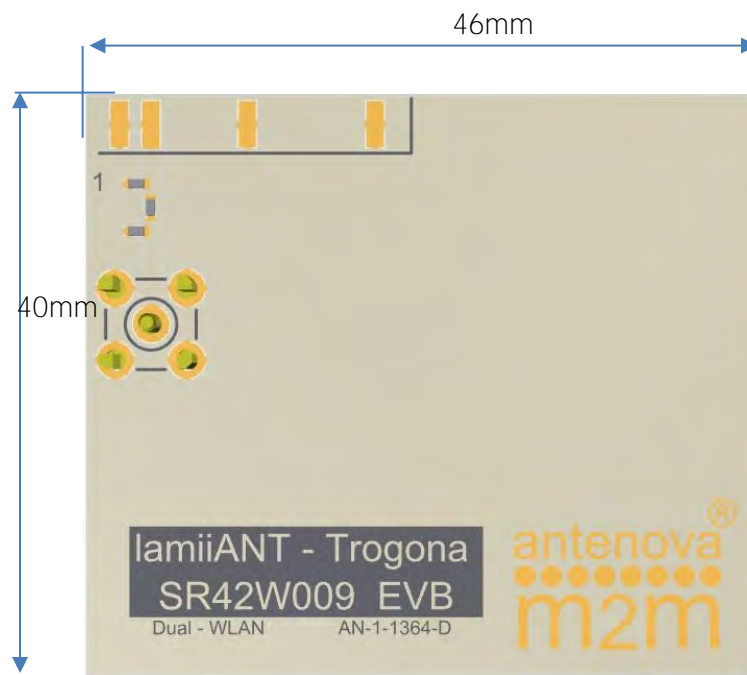 46mm
1
40mm
lamiiANT - Trogona
SR42W009 EVB
Dual - WLAN AN-1-1364-D
antenova®
m2m